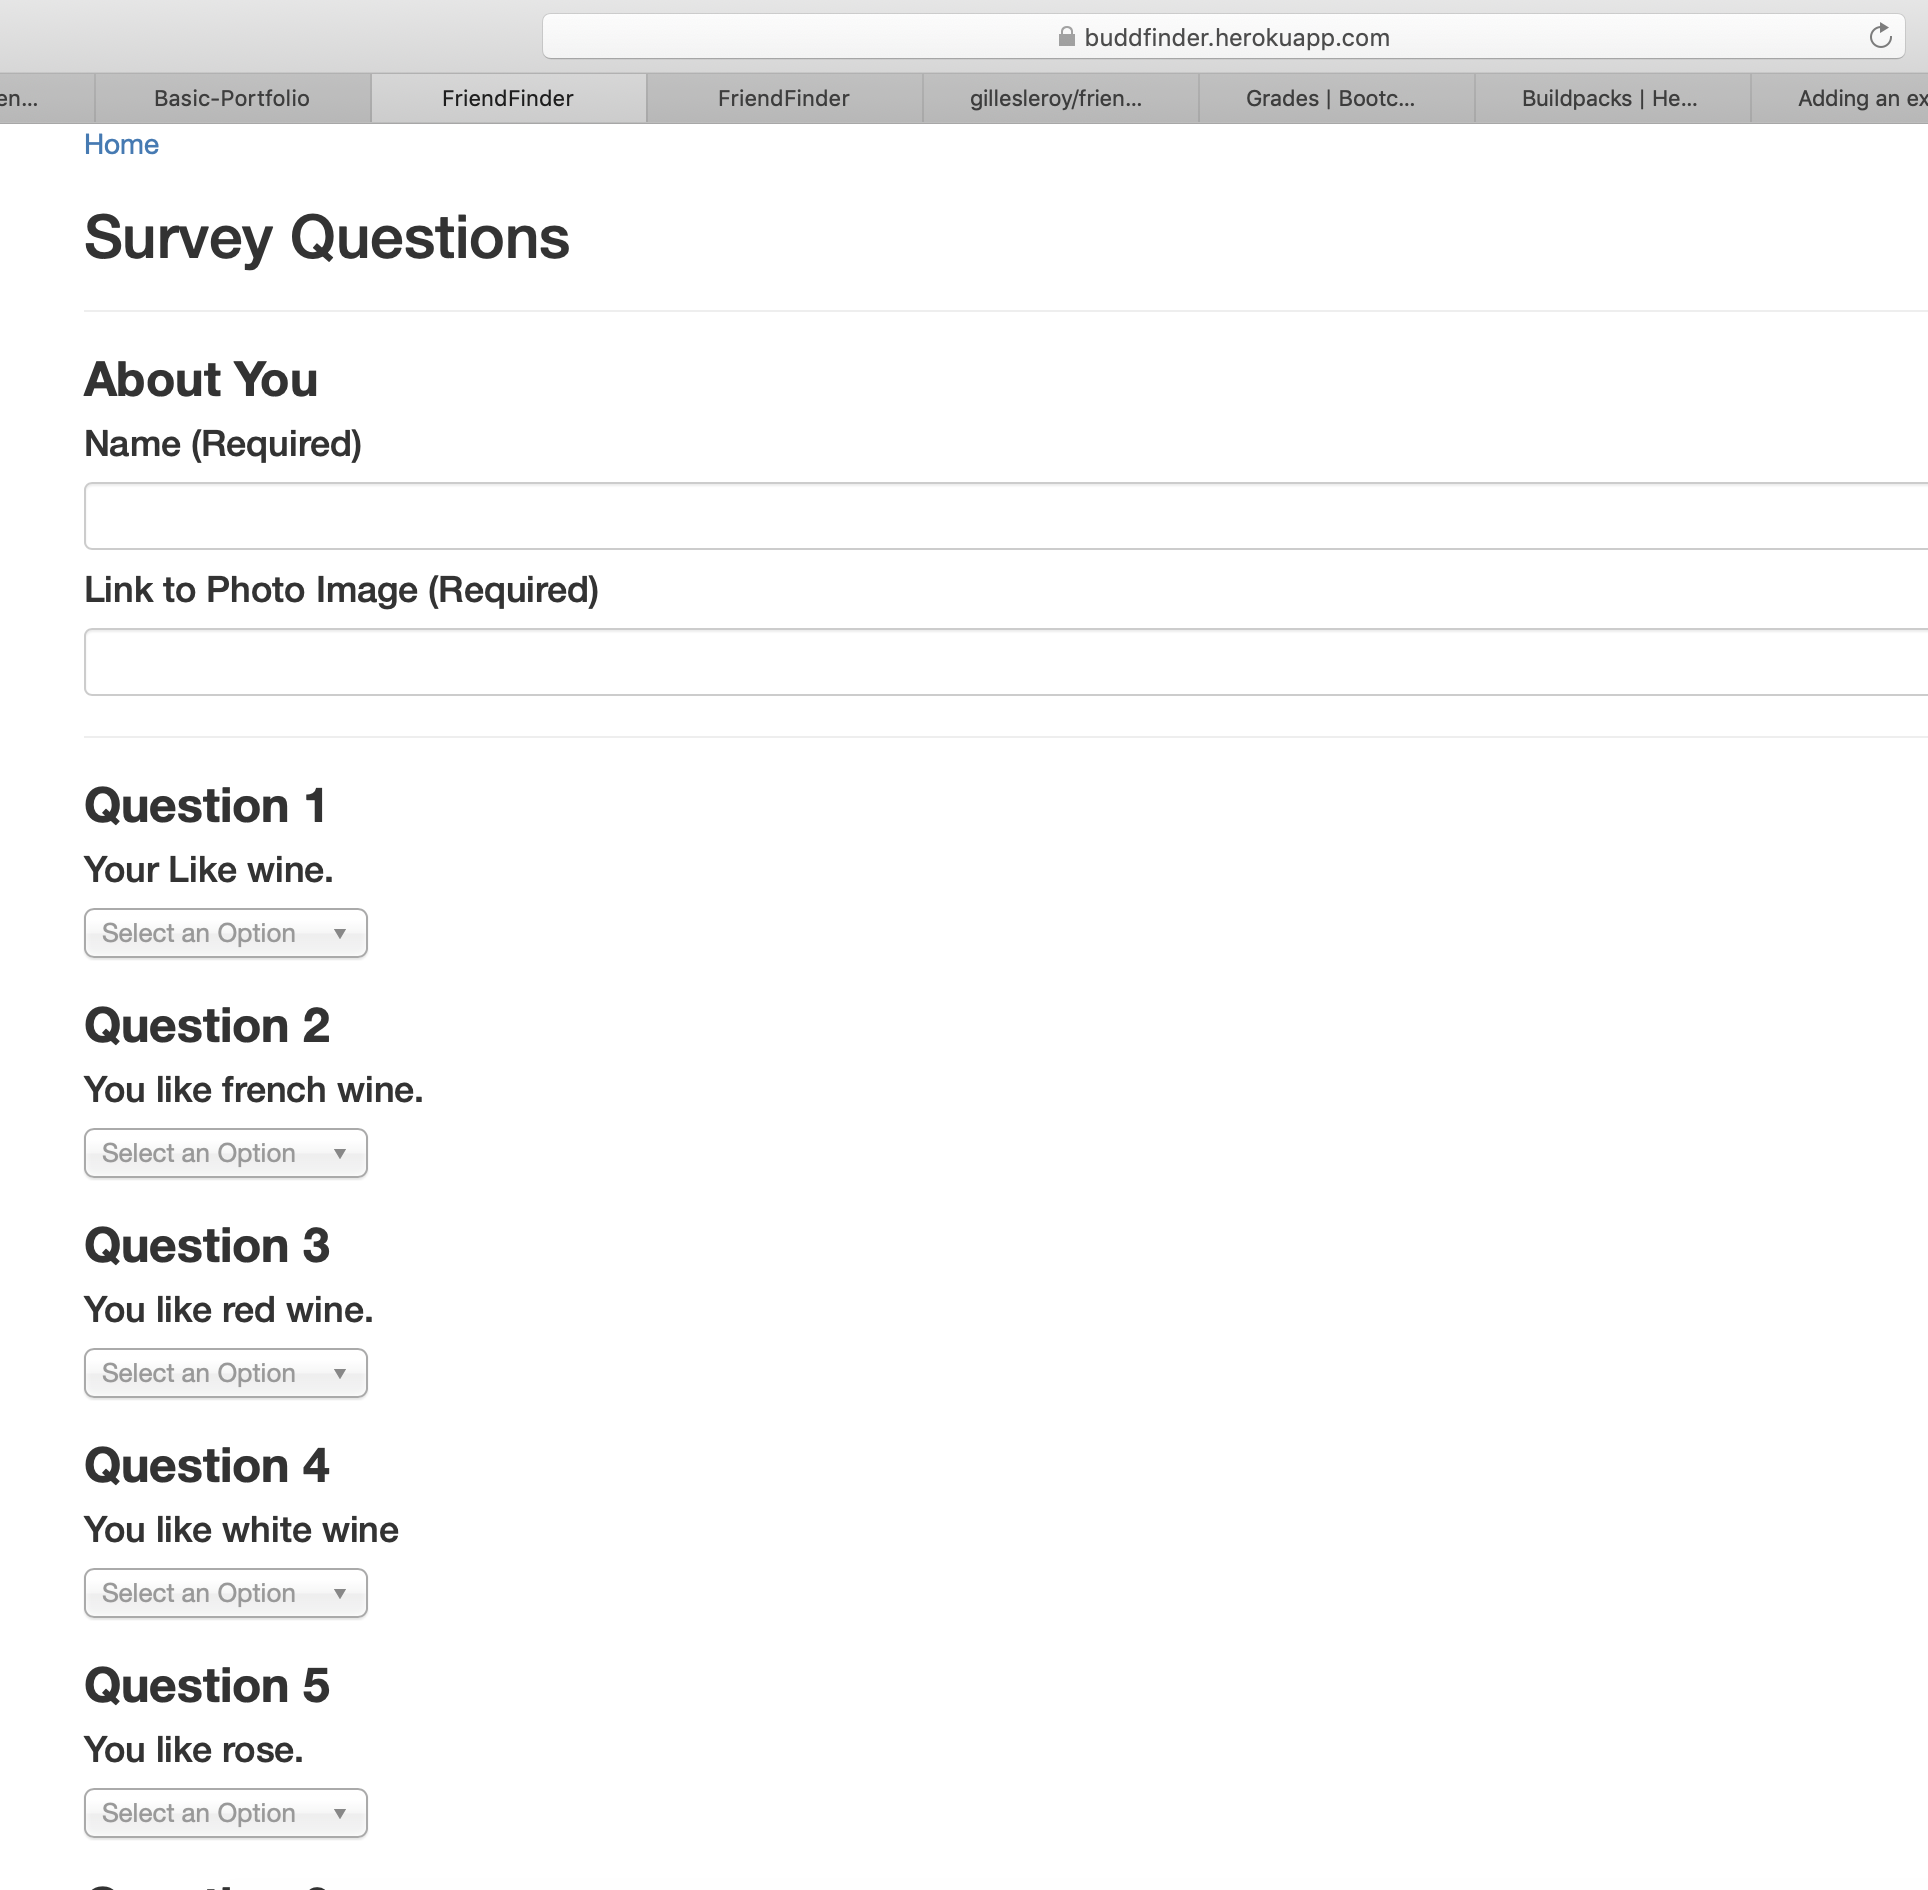 buddfinder.herokuapp.com
en... Basic-Portfolio FriendFinder FriendFinder gillesleroy/frien... Grades | Bootc... Buildpacks | He... Adding an ex
Home
Survey Questions
About You
Name (Required)
Link to Photo Image (Required)
Question 1
Your Like wine.
Select an Option
Question 2
You like french wine.
Select an Option
Question 3
You like red wine.
Select an Option
Question 4
You like white wine
Select an Option
Question 5
You like rose.
Select an Option